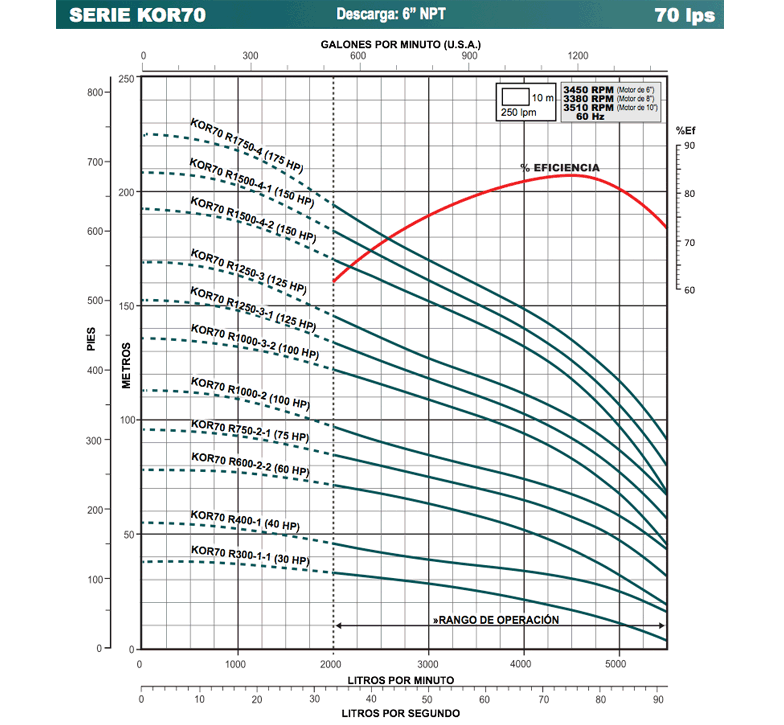 SERIE KOR70 Descarga: 6” NPT 70 lps
GALONES POR MINUTO (U.S.A.)
0 300 600 900 1200
250
800
700
600
500
400
300
200
100
0
PIES
200
150
100
50
0
METROS
10 m
250 lpm
3450 RPM (Motor de 6")
3380 RPM (Motor de 8")
3510 RPM (Motor de 10")
60 Hz
%Ef
90
80
70
60
% EFICIENCIA
KOR70 R1750-4 (175 HP)
KOR70 R1500-4-1 (150 HP)
KOR70 R1500-4-2 (150 HP)
KOR70 R1250-3 (125 HP)
KOR70 R1250-3-1 (125 HP)
KOR70 R1000-3-2 (100 HP)
KOR70 R1000-2 (100 HP)
KOR70 R750-2-1 (75 HP)
KOR70 R600-2-2 (60 HP)
KOR70 R400-1 (40 HP)
KOR70 R300-1-1 (30 HP)
»RANGO DE OPERACIÓN
0 1000 2000 3000 4000 5000
LITROS POR MINUTO
0 10 20 30 40 50 60 70 80 90
LITROS POR SEGUNDO